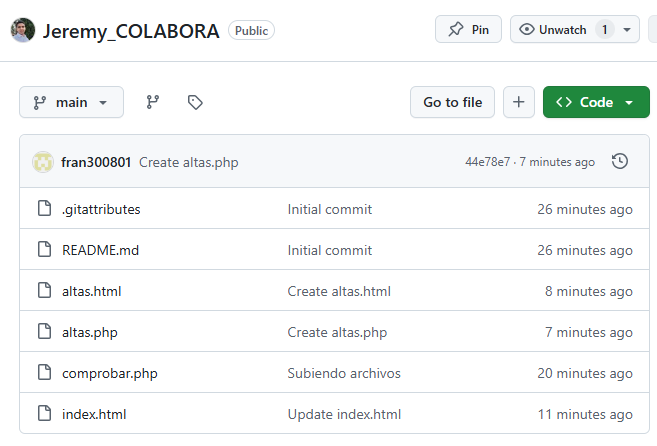 Jeremy_COLABORA Public Pin Unwatch 1
main Go to file Code
fran300801 Create altas.php 44e78e7 · 7 minutes ago
.gitattributes Initial commit 26 minutes ago
README.md Initial commit 26 minutes ago
altas.html Create altas.html 8 minutes ago
altas.php Create altas.php 7 minutes ago
comprobar.php Subiendo archivos 20 minutes ago
index.html Update index.html 11 minutes ago